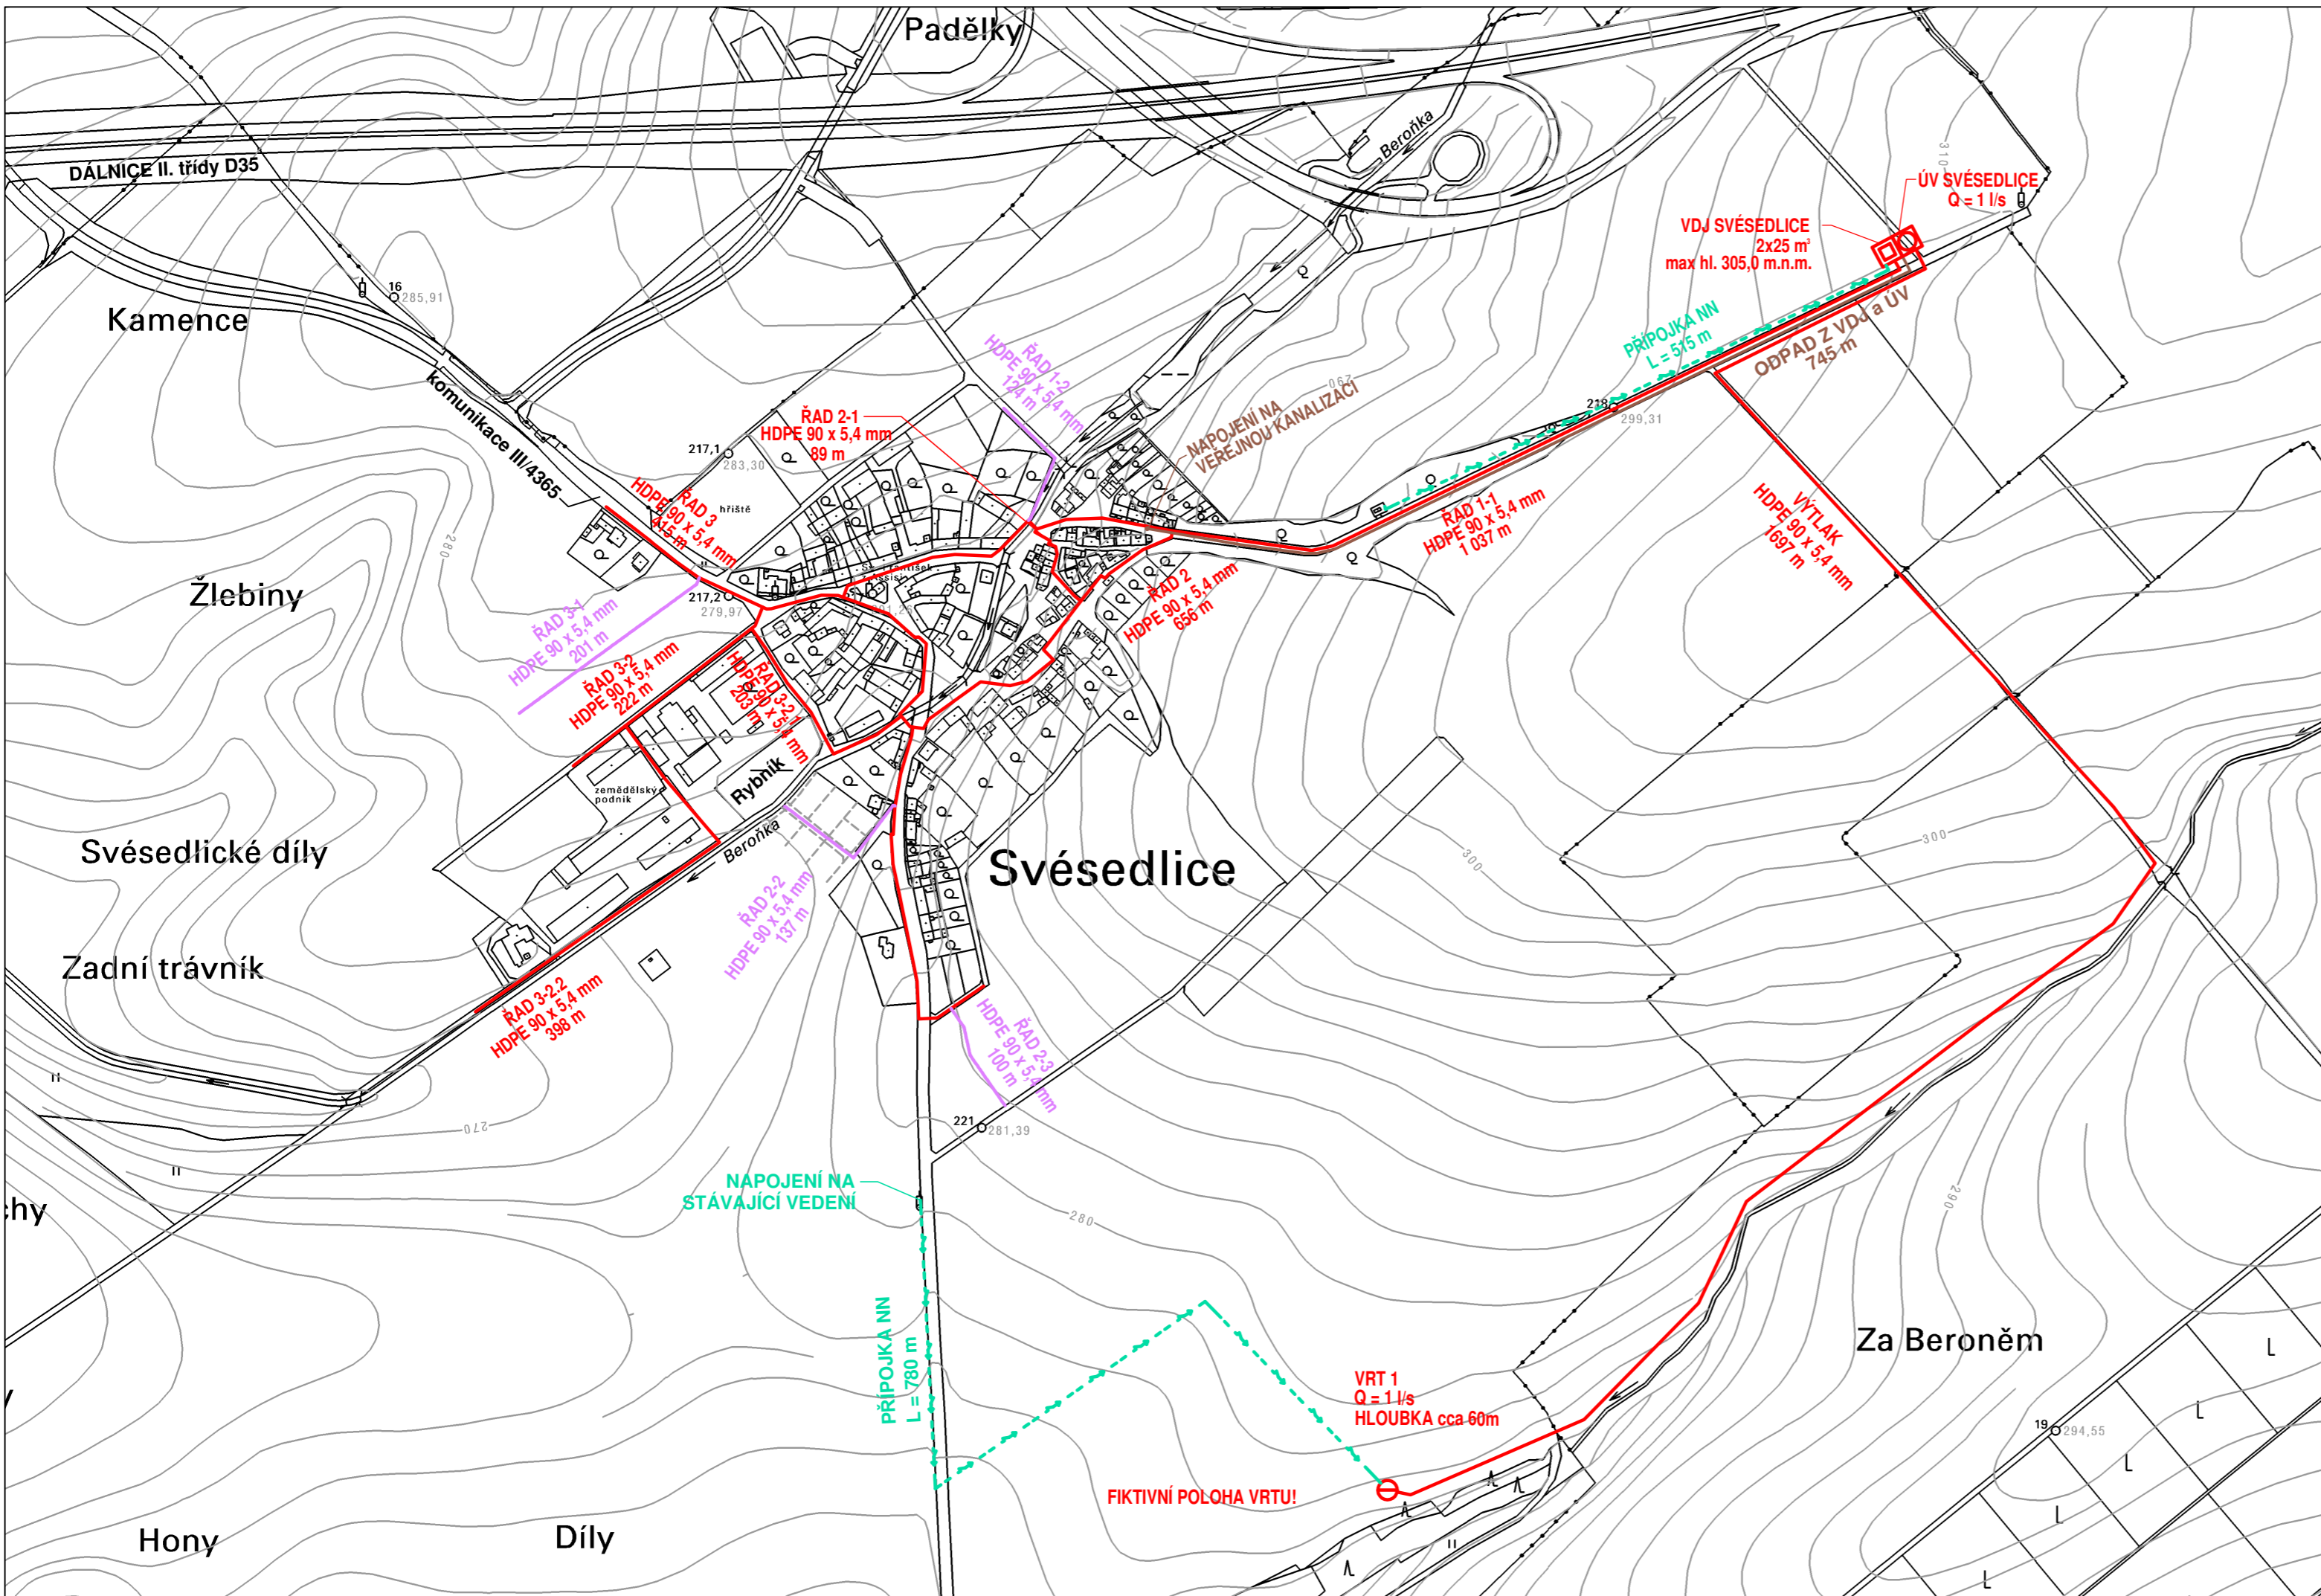 Padělky
Beroňka
DÁLNICE II. třídy D35
310
ÚV SVÉSEDLICE
Q = 1 l/s
VDJ SVÉSEDLICE
2x25 m³
max hl. 305,0 m.n.m.
16
285,91
Kamence
PŘÍPOJKA NN
L = 515 m
ODPAD Z VDJ a ÚV
745 m
ŘAD 1-2
HDPE 90 x 5,4 mm
124 m
komunikace III/4365
290
218
299,31
ŘAD 2-1
HDPE 90 x 5,4 mm
89 m
NAPOJENÍ NA
VEŘEJNOU KANALIZACI
217,1
283,30
hřiště
ŘAD 3
HDPE 90 x 5,4 mm
415 m
ŘAD 1-1
HDPE 90 x 5,4 mm
1 037 m
VÝTLAK
HDPE 90 x 5,4 mm
1697 m
280
Žlebiny
217,2
279,97
ŘAD 2
HDPE 90 x 5,4 mm
656 m
ŘAD 3-1
HDPE 90 x 5,4 mm
201 m
ŘAD 3-2
HDPE 90 x 5,4 mm
222 m
ŘAD 3-2.1
HDPE 90 x 5,4 mm
203 m
zemědělský
podnik
Rybník
Beroňka
Svésedlické díly
Svésedlice
300
300
ŘAD 2-2
HDPE 90 x 5,4 mm
137 m
Zadní trávník
ŘAD 3-2.2
HDPE 90 x 5,4 mm
398 m
ŘAD 2-3
HDPE 90 x 5,4 mm
100 m
270
221
281,39
NAPOJENÍ NA
STÁVAJÍCÍ VEDENÍ
280
290
PŘÍPOJKA NN
L = 780 m
Za Beroněm
VRT 1
Q = 1 l/s
HLOUBKA cca 60m
19
294,55
FIKTIVNÍ POLOHA VRTU!
Hony
Díly